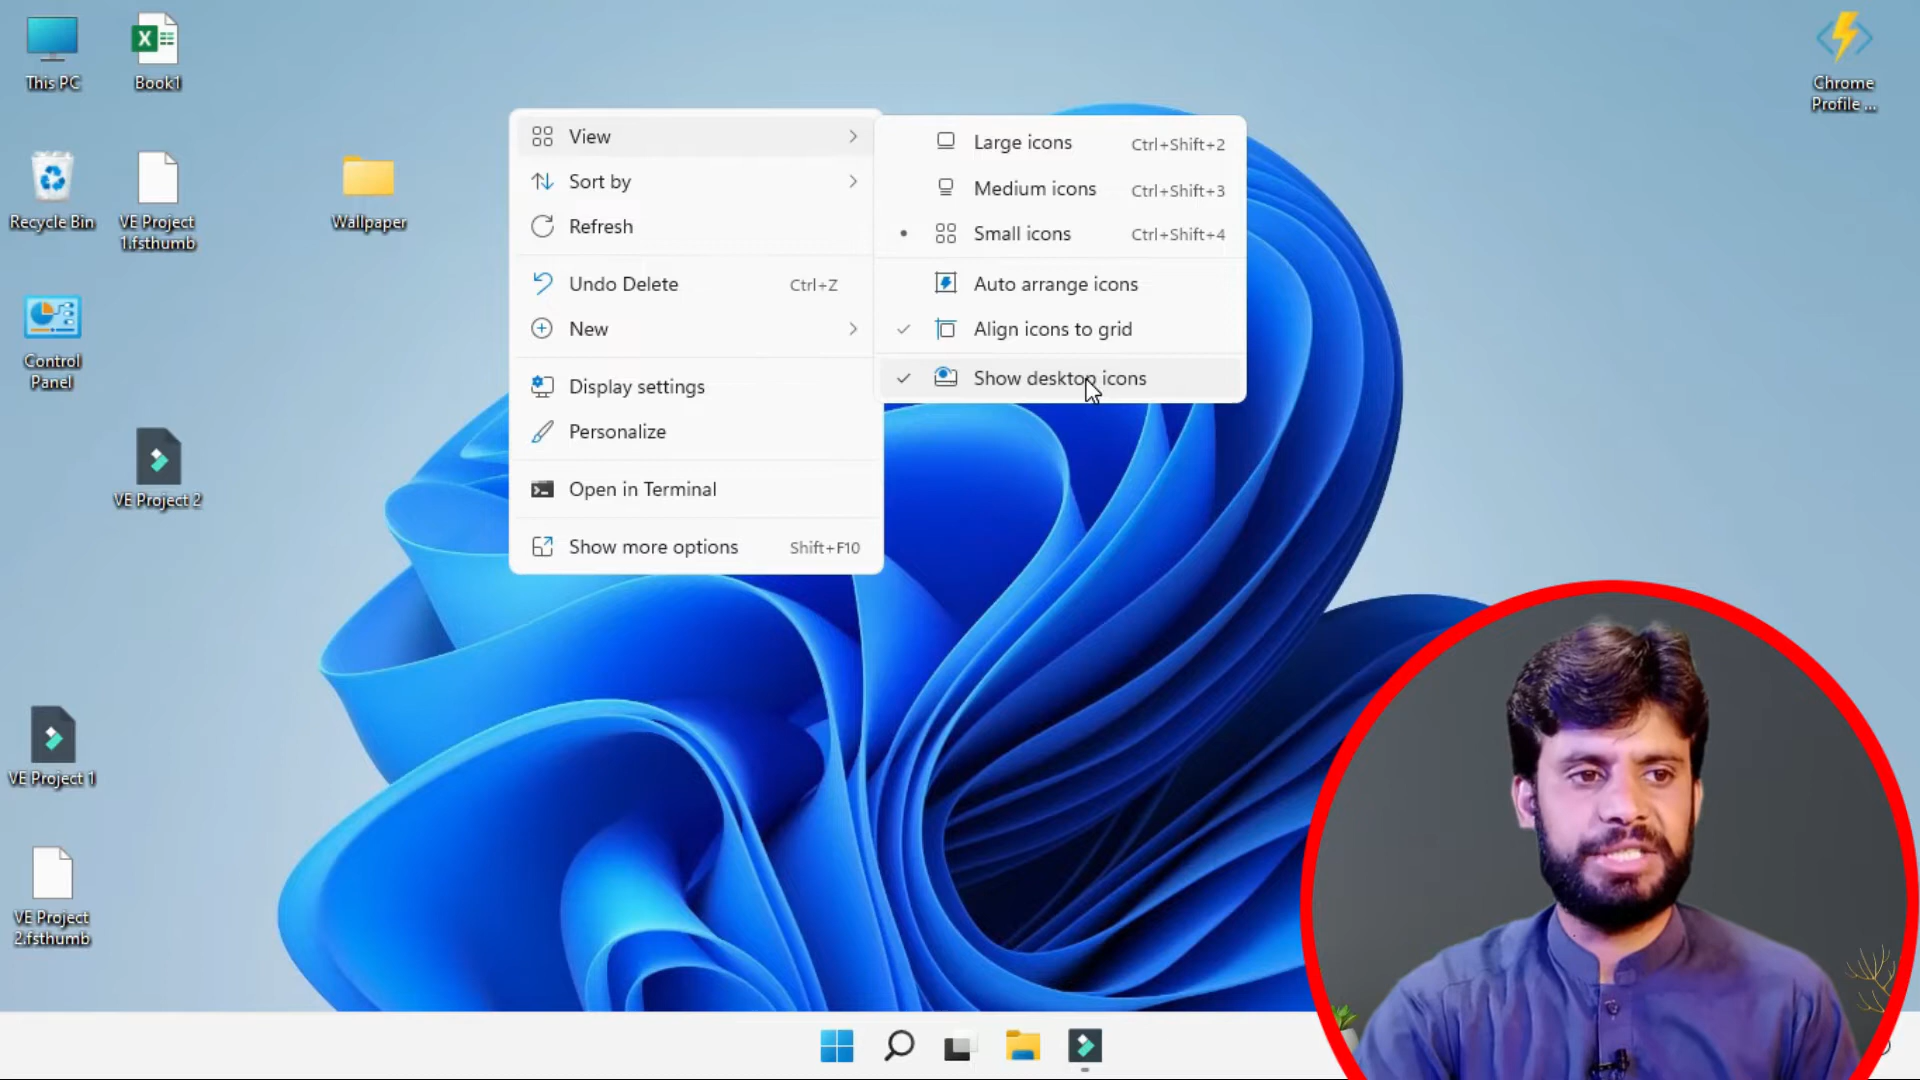 This PC
Book1
Chrome
Profile ...
Recycle Bin
VE Project
1.fsthumb
Wallpaper
Control
Panel
VE Project 2
VE Project 1
VE Project
2.fsthumb
View
Sort by
Refresh
Undo Delete Ctrl+Z
New
Display settings
Personalize
Open in Terminal
Show more options Shift+F10
Large icons Ctrl+Shift+2
Medium icons Ctrl+Shift+3
Small icons Ctrl+Shift+4
Auto arrange icons
Align icons to grid
Show desktop icons